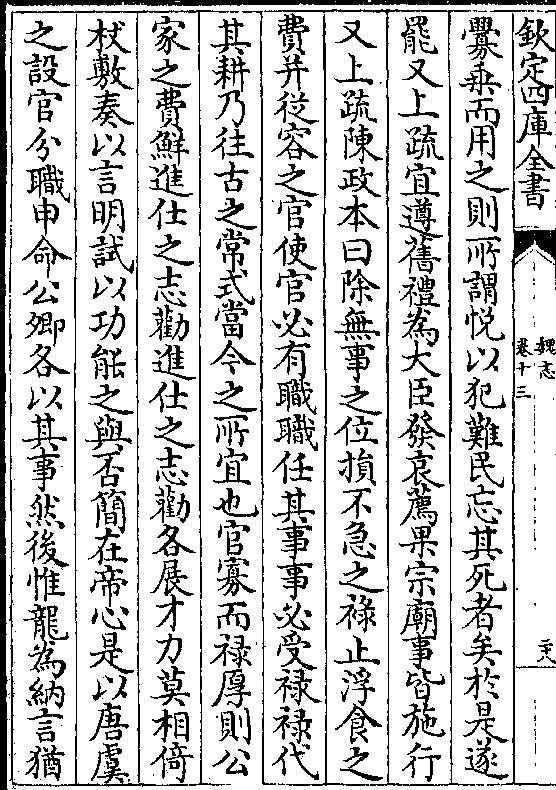 欽定四庫全書
魏志
卷十三
二十八
爨乗而用之則所謂悦以犯難民忘其死者矣於是遂
罷又上疏宜遵舊禮為大臣發哀薦果宗廟事皆施行
又上疏陳政本曰除無事之位損不急之祿止浮食之
費并從容之官使官必有職職任其事事必受祿祿代
其耕乃往古之常式當今之所宜也官寡而祿厚則公
家之費鮮進仕之志勸進仕之志勸各展才力莫相倚
杖敷奏以言明試以功能之與否簡在帝心是以唐虞
之設官分職申命公卿各以其事然後惟龍為納言猶